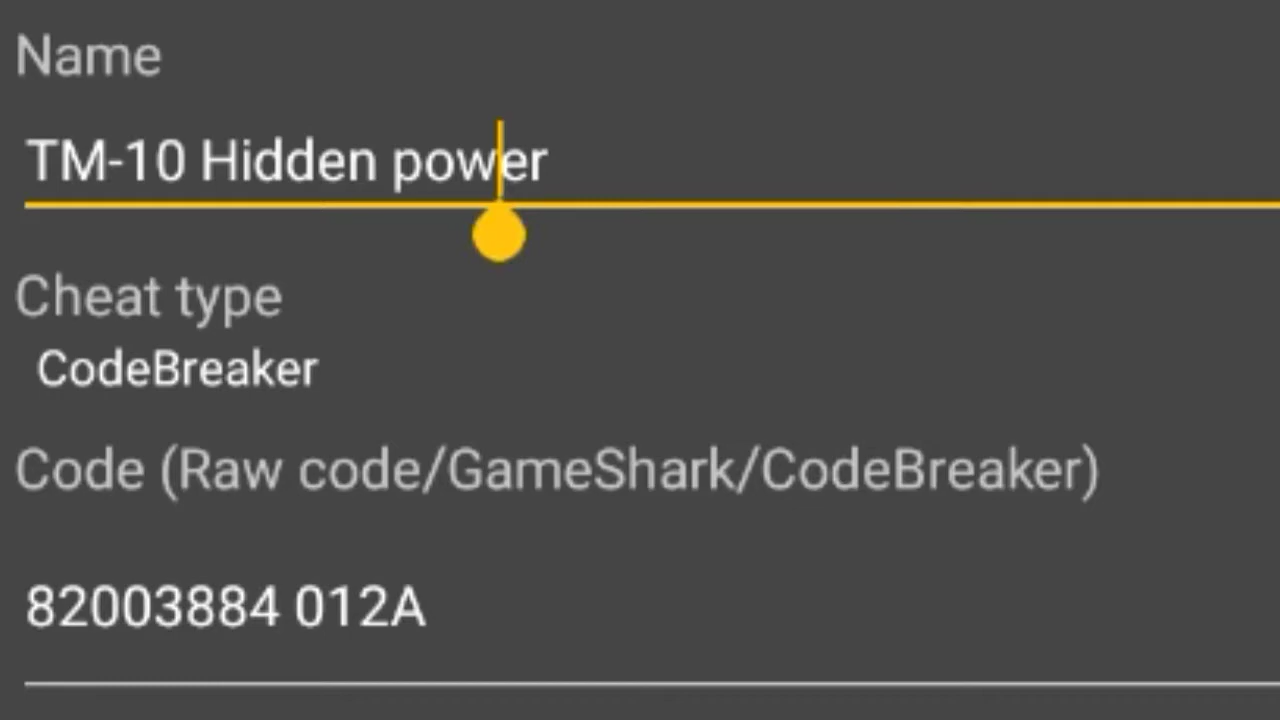 Name
TM-10 Hidden power
Cheat type
CodeBreaker
Code (Raw code/GameShark/CodeBreaker)
82003884 012A